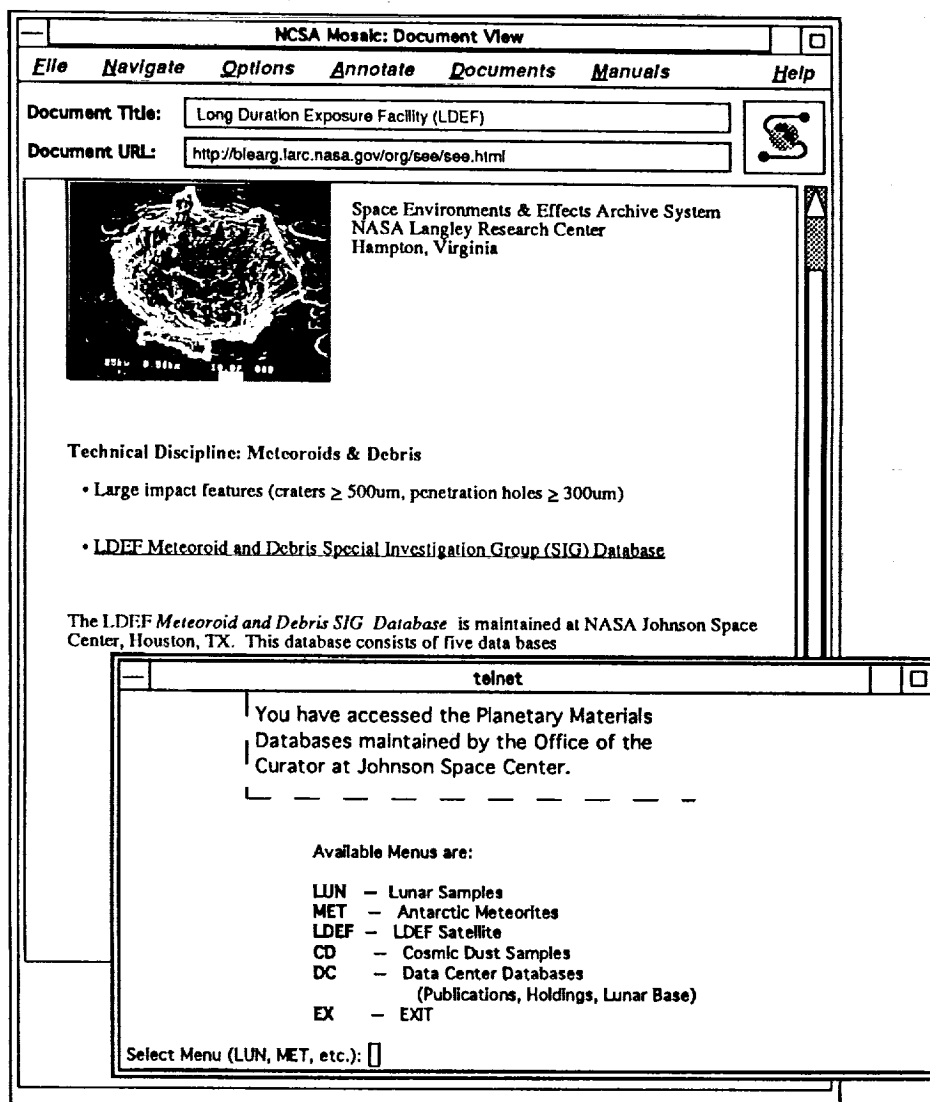 NCSA Mosaic: Document View
File Navigate Options Annotate Documents Manuals Help
Document Title: Long Duration Exposure Facility (LDEF)
Document URL: http://blearg.larc.nasa.gov/org/see/see.html
Space Environments & Effects Archive System
NASA Langley Research Center
Hampton, Virginia
Technical Discipline: Meteoroids & Debris
• Large impact features (craters ≥ 500um, penetration holes ≥ 300um)
• LDEF Meteoroid and Debris Special Investigation Group (SIG) Database
The LDEF Meteoroid and Debris SIG Database is maintained at NASA Johnson Space
Center, Houston, TX. This database consists of five data bases
telnet
You have accessed the Planetary Materials
Databases maintained by the Office of the
Curator at Johnson Space Center.
Available Menus are:
LUN – Lunar Samples
MET – Antarctic Meteorites
LDEF – LDEF Satellite
CD – Cosmic Dust Samples
DC – Data Center Databases
(Publications, Holdings, Lunar Base)
EX – EXIT
Select Menu (LUN, MET, etc.):